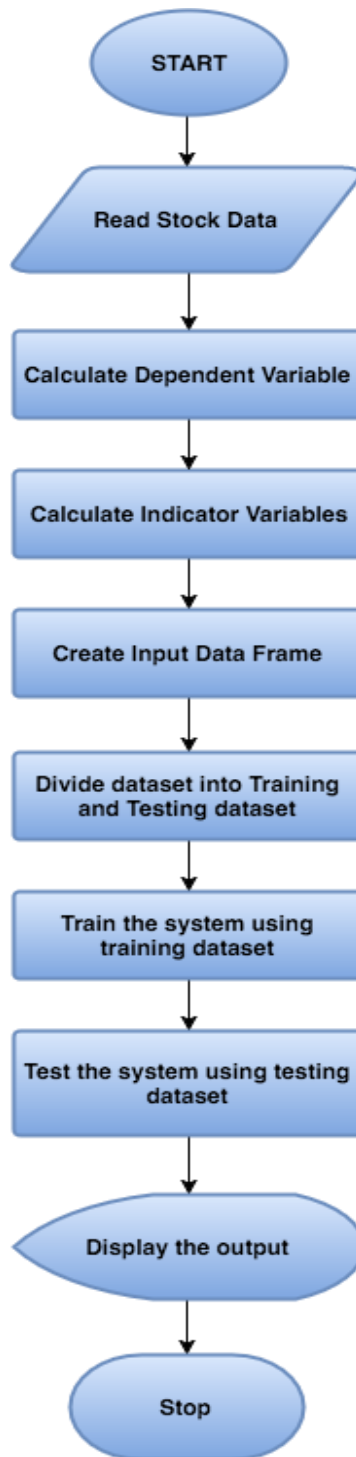 START
Read Stock Data
Calculate Dependent Variable
Calculate Indicator Variables
Create Input Data Frame
Divide dataset into Training
and Testing dataset
Train the system using
training dataset
Test the system using testing
dataset
Display the output
Stop